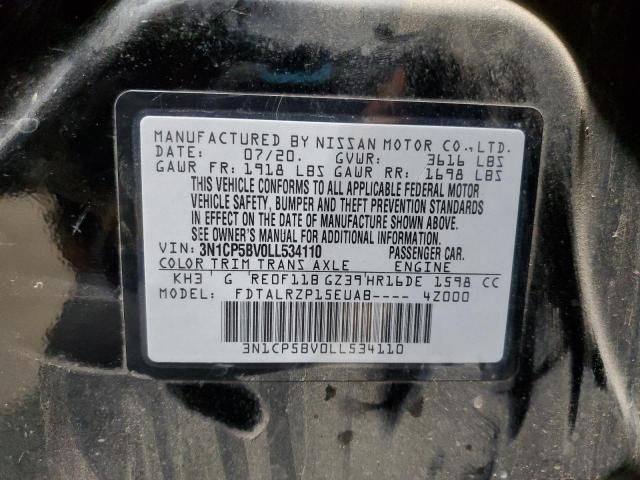 MANUFACTURED BY NISSAN MOTOR CO.,LTD.
DATE: 07/20. GVWR: 3616 LBS
GAWR FR: 1918 LBS GAWR RR: 1698 LBS
THIS VEHICLE CONFORMS TO ALL APPLICABLE FEDERAL MOTOR
VEHICLE SAFETY, BUMPER AND THEFT PREVENTION STANDARDS
IN EFFECT ON THE DATE OF MANUFACTURE SHOWN ABOVE.
SEE OWNER'S MANUAL FOR ADDITIONAL INFORMATION.
VIN: 3N1CP5BV0LL534110 PASSENGER CAR.
COLOR TRIM TRANS AXLE ENGINE
KH3 G RE0F11B GZ39 HR16DE 1598 CC
MODEL: FDTALRZP15EUAB---- 4Z000
3N1CP5BV0LL534110